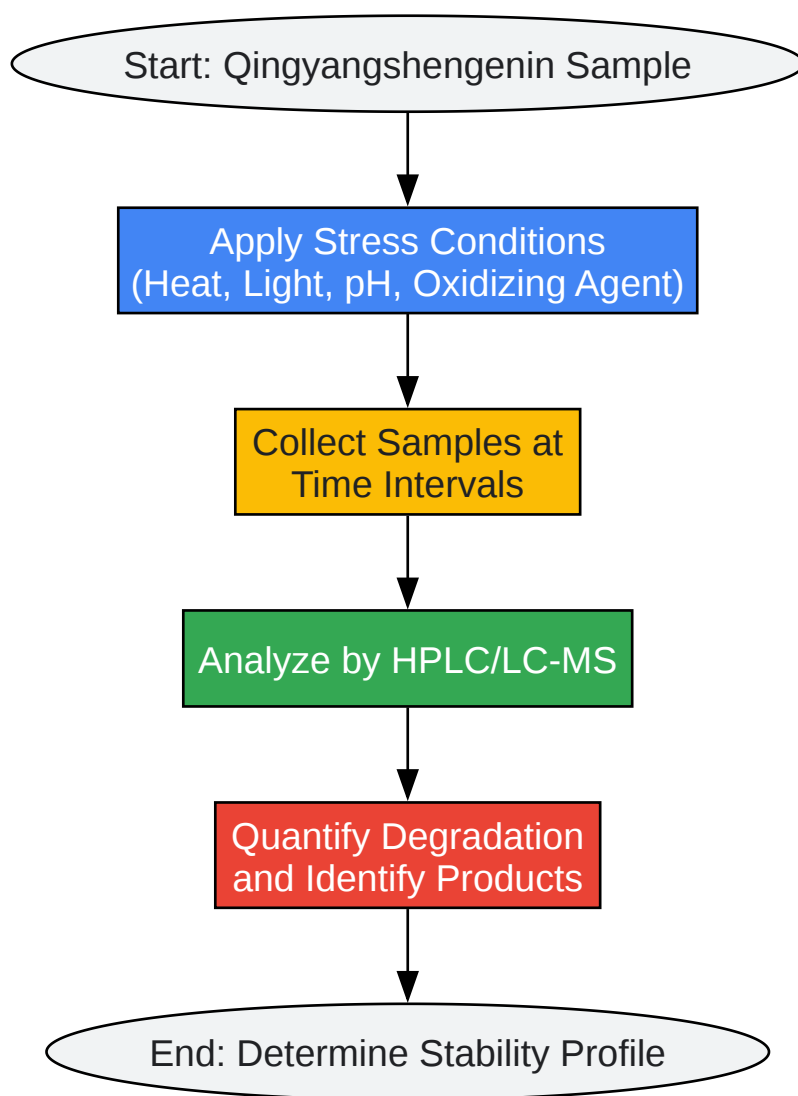 Start: Qingyangshengenin Sample
Apply Stress Conditions
(Heat, Light, pH, Oxidizing Agent)
Collect Samples at
Time Intervals
Analyze by HPLC/LC-MS
Quantify Degradation
and Identify Products
End: Determine Stability Profile